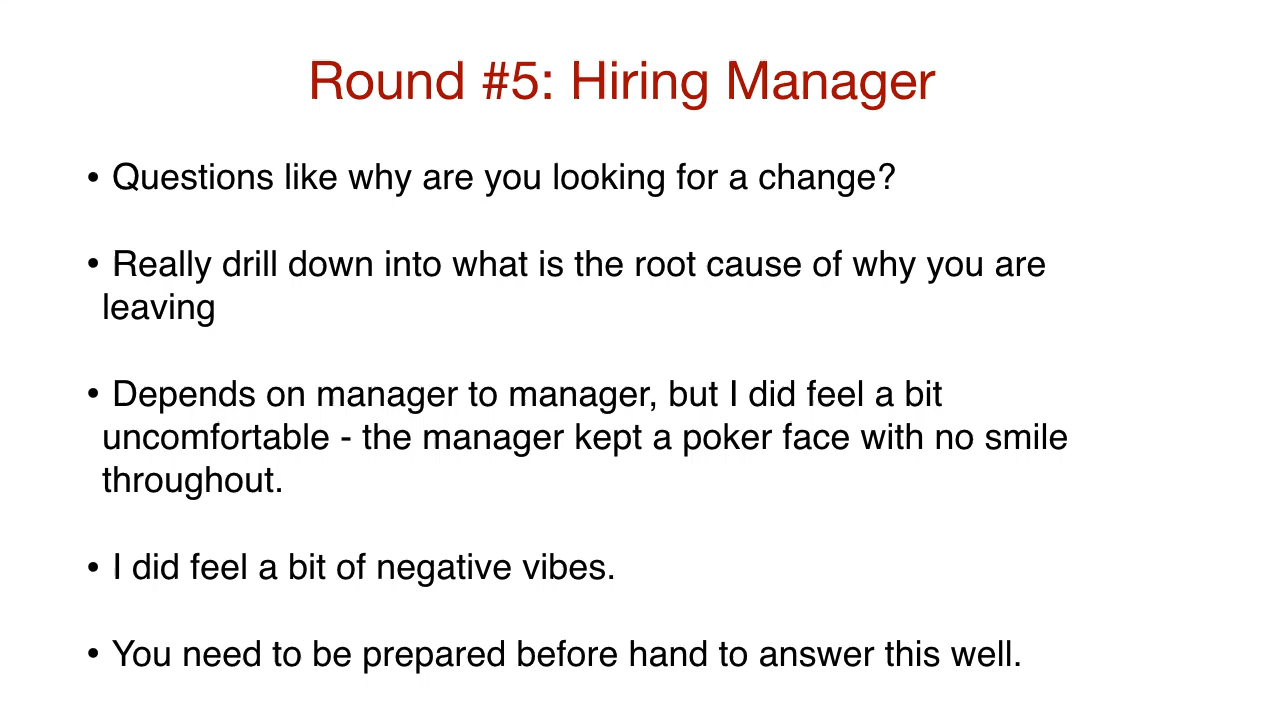 Round #5: Hiring Manager
• Questions like why are you looking for a change?
• Really drill down into what is the root cause of why you are
leaving
• Depends on manager to manager, but I did feel a bit
uncomfortable - the manager kept a poker face with no smile
throughout.
• I did feel a bit of negative vibes.
• You need to be prepared before hand to answer this well.